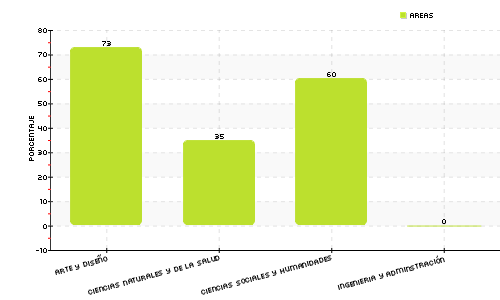 AREAS
80
70
60
50
40
30
20
10
0
-10
PORCENTAJE
73
35
60
0
ARTE Y DISEÑO
CIENCIAS NATURALES Y DE LA SALUD
CIENCIAS SOCIALES Y HUMANIDADES
INGENIERIA Y ADMINSTRACIÓN